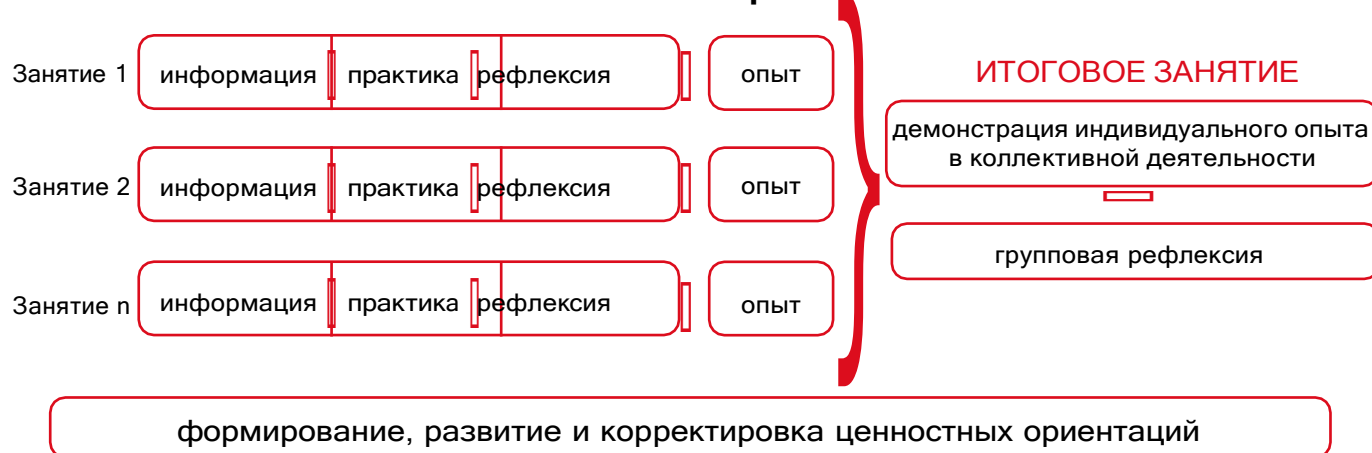 Занятие 1
информация
практика
рефлексия
опыт
Занятие 2
информация
практика
рефлексия
опыт
Занятие n
информация
практика
рефлексия
опыт
ИТОГОВОЕ ЗАНЯТИЕ
демонстрация индивидуального опыта
в коллективной деятельности
групповая рефлексия
формирование, развитие и корректировка ценностных ориентаций